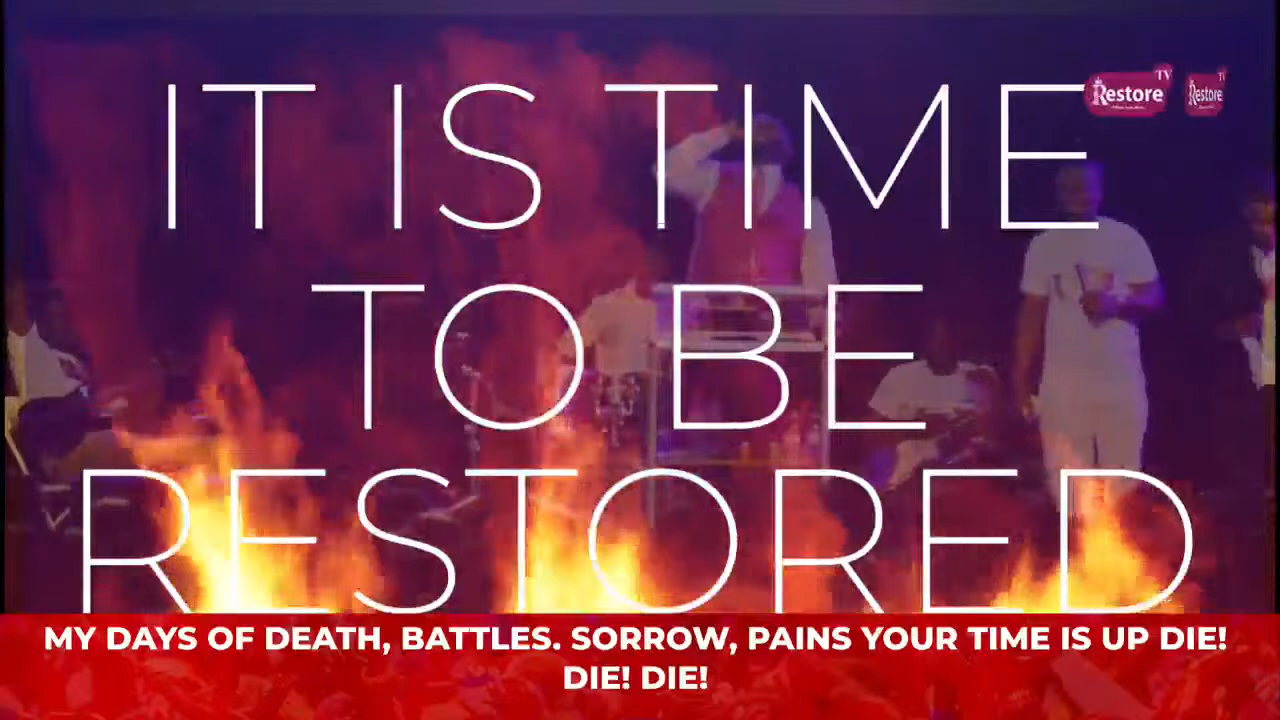 IT IS TIME
TO BE
RESTORED
TV
Restore
TV
Restore
MY DAYS OF DEATH, BATTLES. SORROW, PAINS YOUR TIME IS UP DIE!
DIE! DIE!